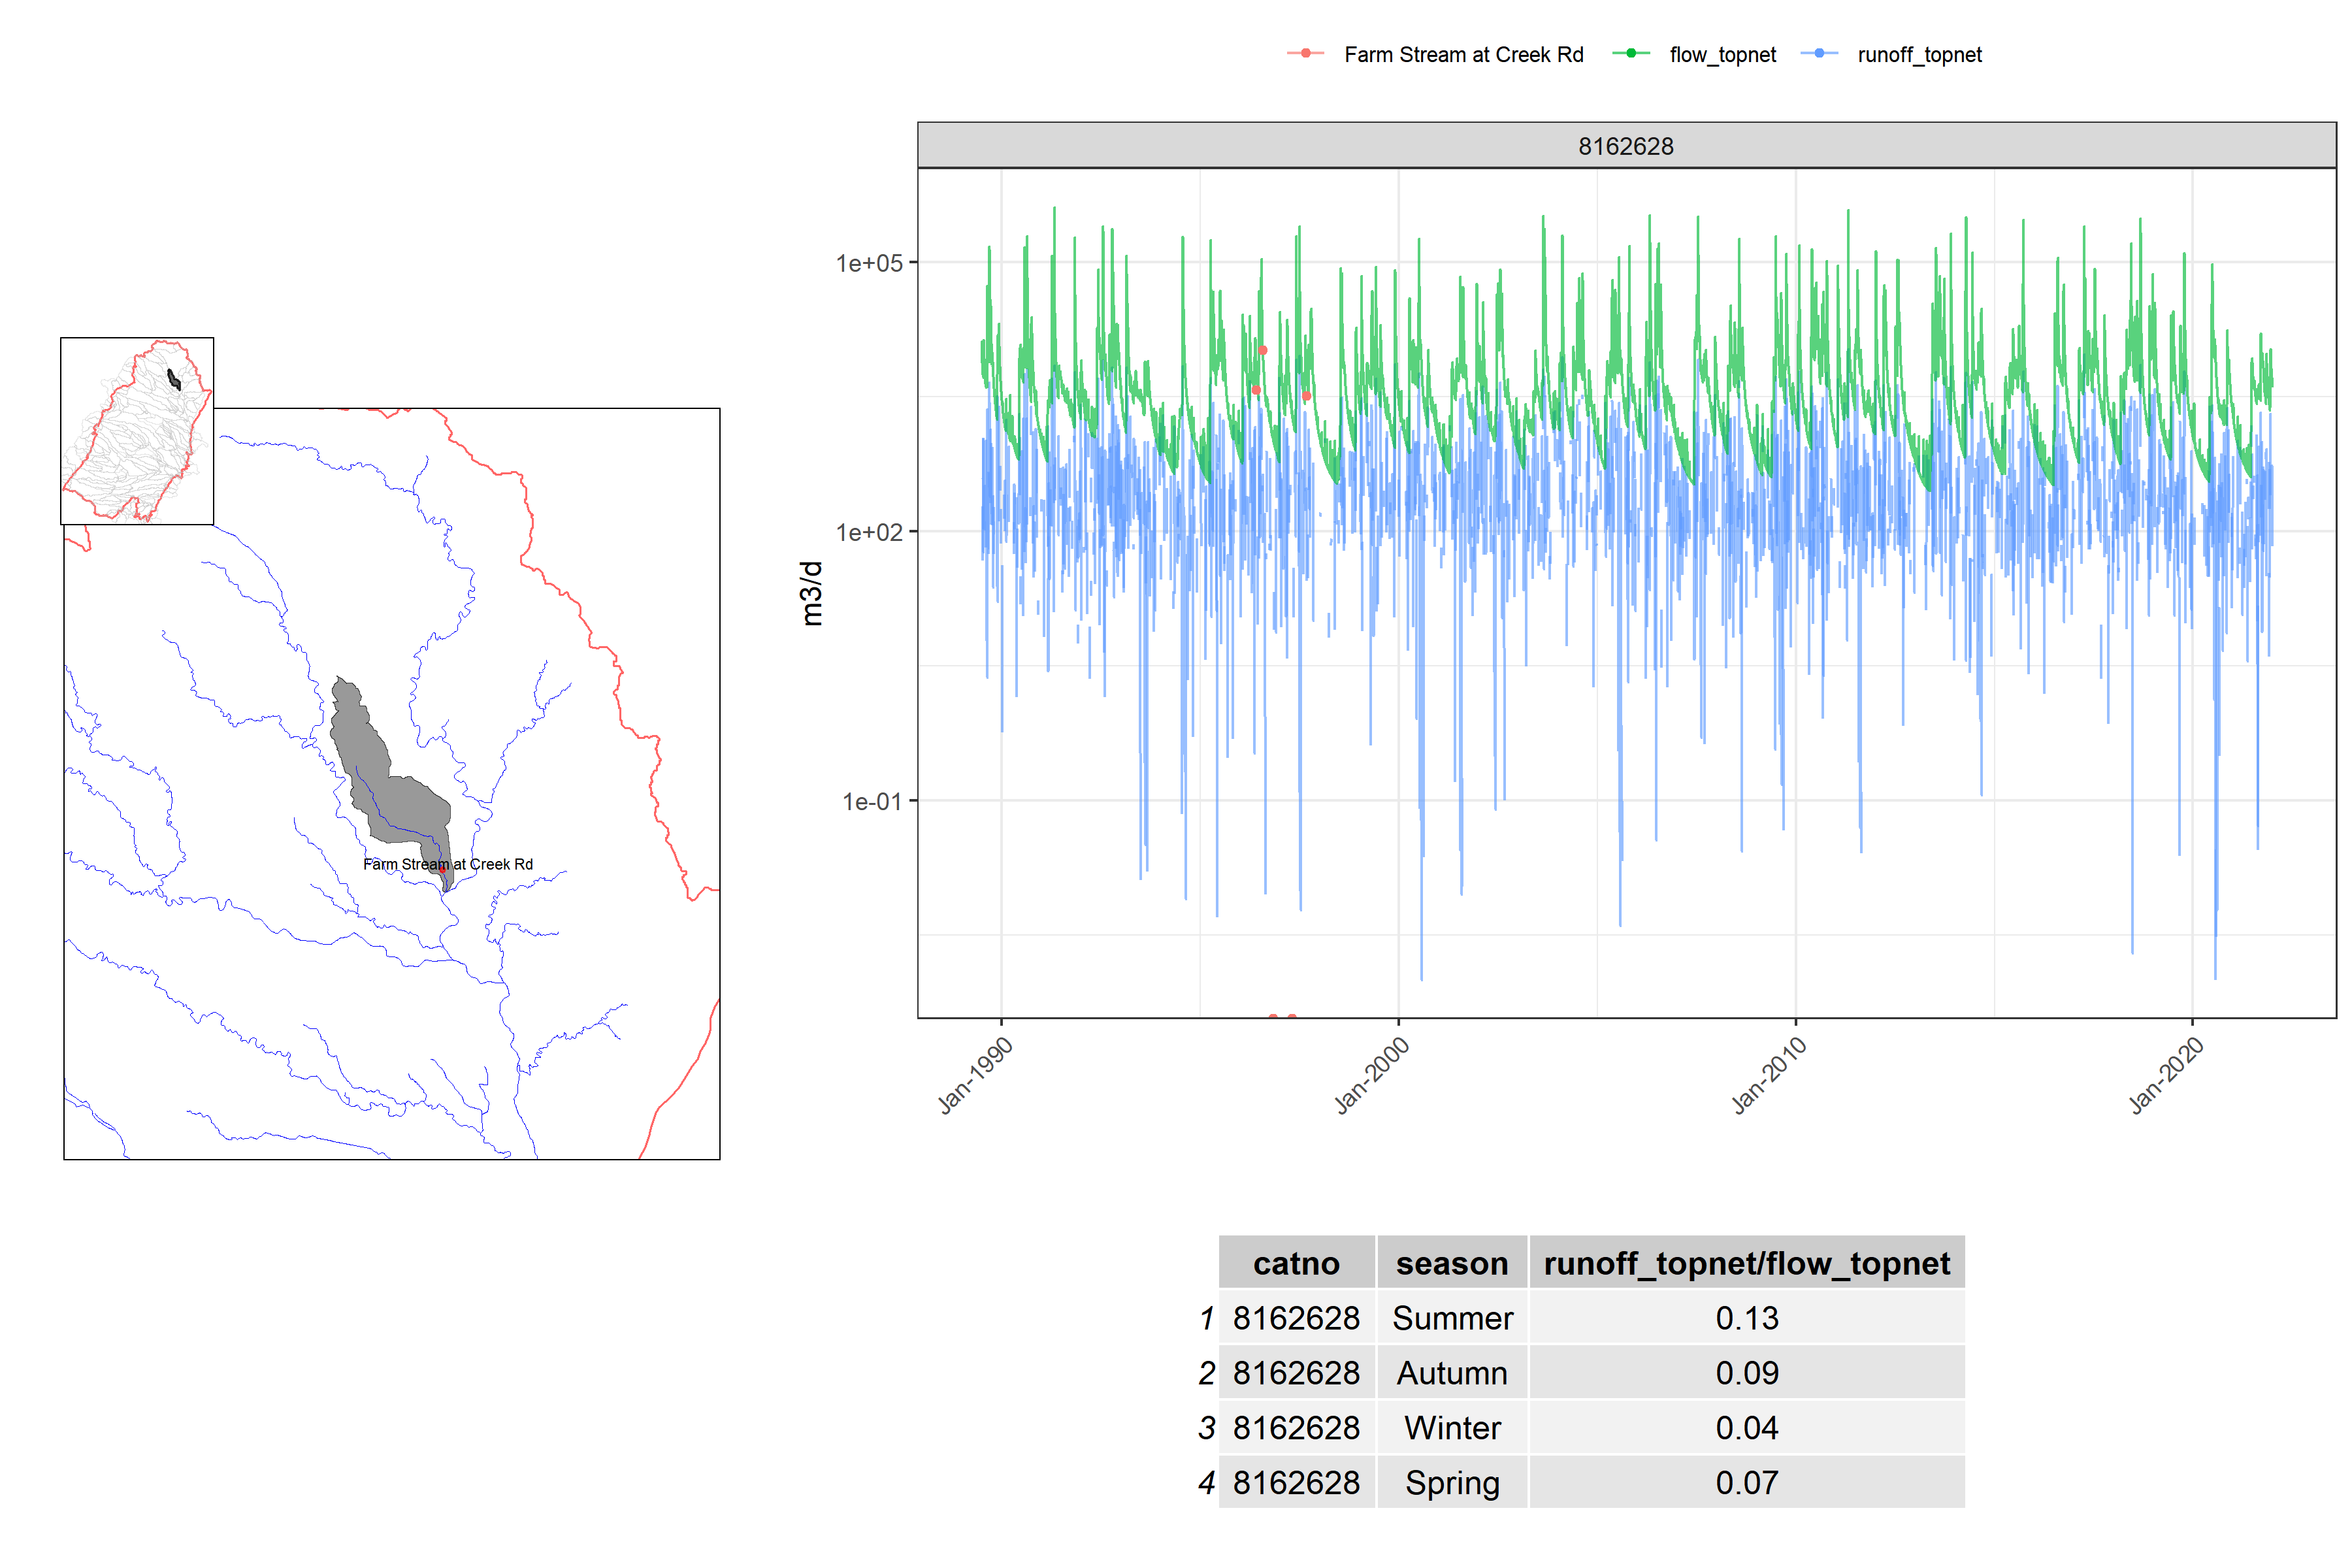 Farm Stream at Creek Rd flow_topnet runoff_topnet
8162628
1e+05
1e+02
1e-01
m3/d
Jan-1990 Jan-2000 Jan-2010 Jan-2020
Farm Stream at Creek Rd
catno season runoff_topnet/flow_topnet
1 8162628 Summer 0.13
2 8162628 Autumn 0.09
3 8162628 Winter 0.04
4 8162628 Spring 0.07